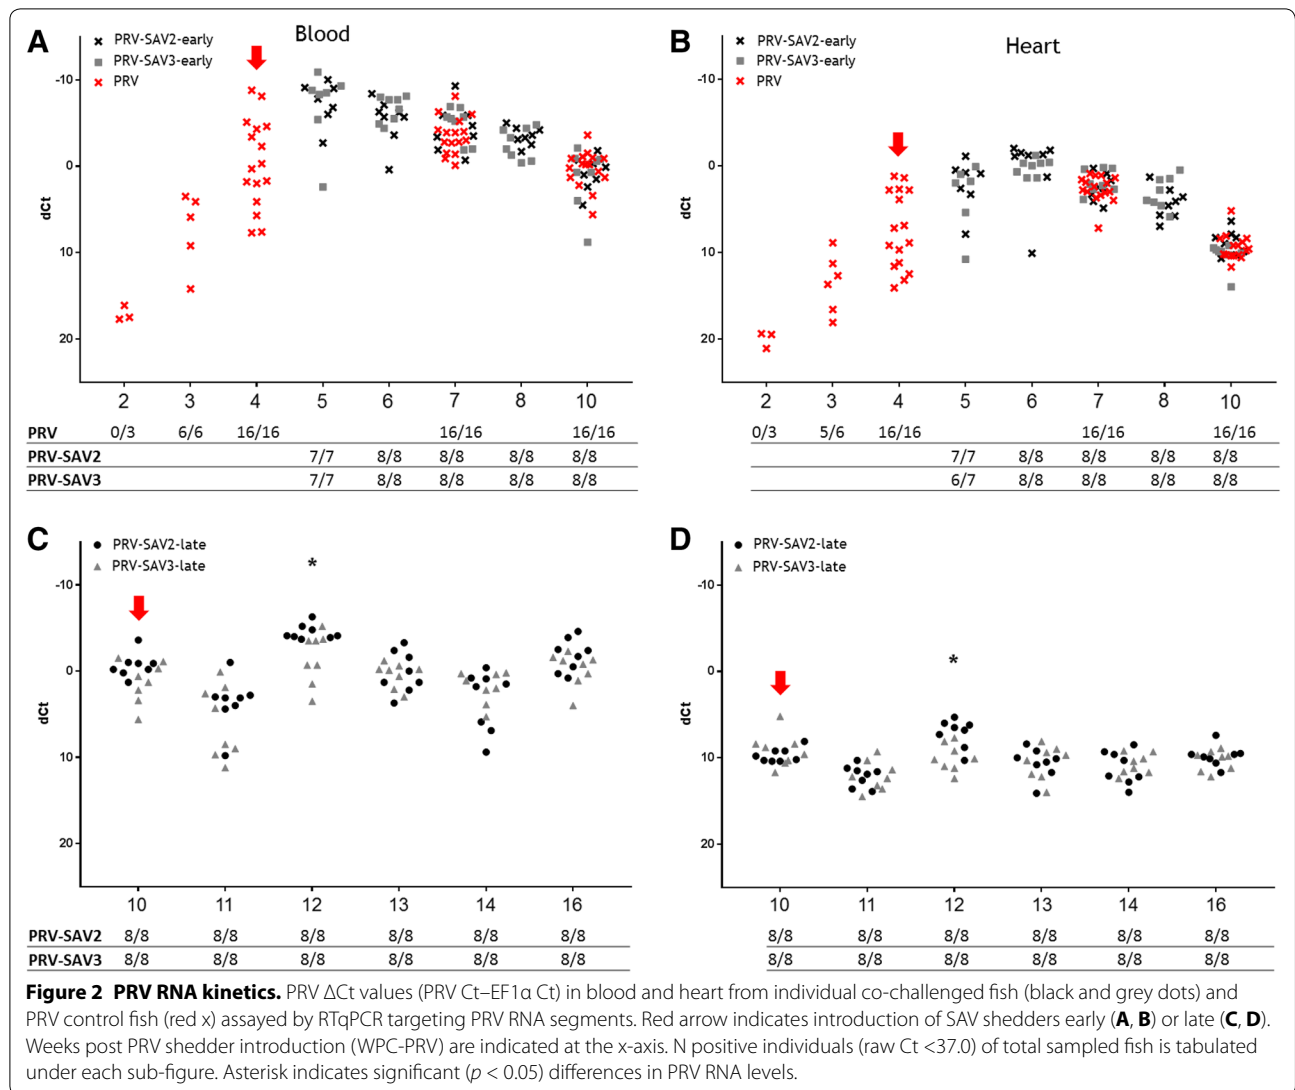 A
Blood
PRV-SAV2-early
PRV-SAV3-early
PRV
-10
0
10
20
dCt
2 3 4 5 6 7 8 10
PRV 0/3 6/6 16/16 16/16 16/16
PRV-SAV2 7/7 8/8 8/8 8/8 8/8
PRV-SAV3 7/7 8/8 8/8 8/8 8/8
B
Heart
PRV-SAV2-early
PRV-SAV3-early
PRV
-10
0
10
20
dCt
2 3 4 5 6 7 8 10
0/3 5/6 16/16 16/16 16/16
7/7 8/8 8/8 8/8 8/8
6/7 8/8 8/8 8/8 8/8
C
PRV-SAV2-late
PRV-SAV3-late
*
-10
0
10
20
dCt
10 11 12 13 14 16
PRV-SAV2 8/8 8/8 8/8 8/8 8/8 8/8
PRV-SAV3 8/8 8/8 8/8 8/8 8/8 8/8
D
PRV-SAV2-late
PRV-SAV3-late
*
-10
0
10
20
dCt
10 11 12 13 14 16
8/8 8/8 8/8 8/8 8/8 8/8
8/8 8/8 8/8 8/8 8/8 8/8
Figure 2 PRV RNA kinetics. PRV ΔCt values (PRV Ct–EF1α Ct) in blood and heart from individual co-challenged fish (black and grey dots) and
PRV control fish (red x) assayed by RTqPCR targeting PRV RNA segments. Red arrow indicates introduction of SAV shedders early (A, B) or late (C, D).
Weeks post PRV shedder introduction (WPC-PRV) are indicated at the x-axis. N positive individuals (raw Ct <37.0) of total sampled fish is tabulated
under each sub-figure. Asterisk indicates significant (p < 0.05) differences in PRV RNA levels.